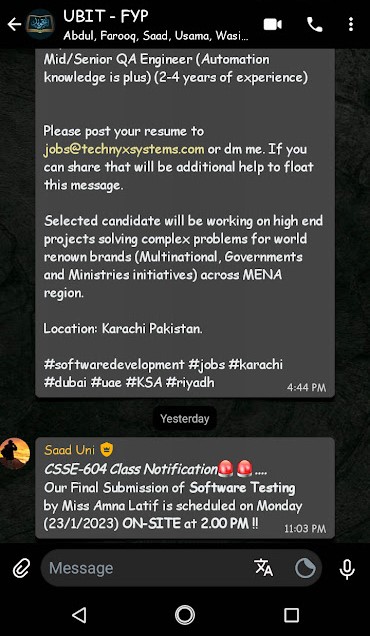 UBIT - FYP
Abdul, Farooq, Saad, Usama, Wasi...
Mid/Senior QA Engineer (Automation
knowledge is plus) (2-4 years of experience)
Please post your resume to
jobs@technyxsystems.com or dm me. If you
can share that will be additional help to float
this message.
Selected candidate will be working on high end
projects solving complex problems for world
renown brands (Multinational, Governments
and Ministries initiatives) across MENA
region.
Location: Karachi Pakistan.
#softwaredevelopment #jobs #karachi
#dubai #uae #KSA #riyadh
4:44 PM
Yesterday
Saad Uni
CSSE-604 Class Notification🚨🚨....
Our Final Submission of Software Testing
by Miss Amna Latif is scheduled on Monday
(23/1/2023) ON-SITE at 2.00 PM !!
11:03 PM
Message